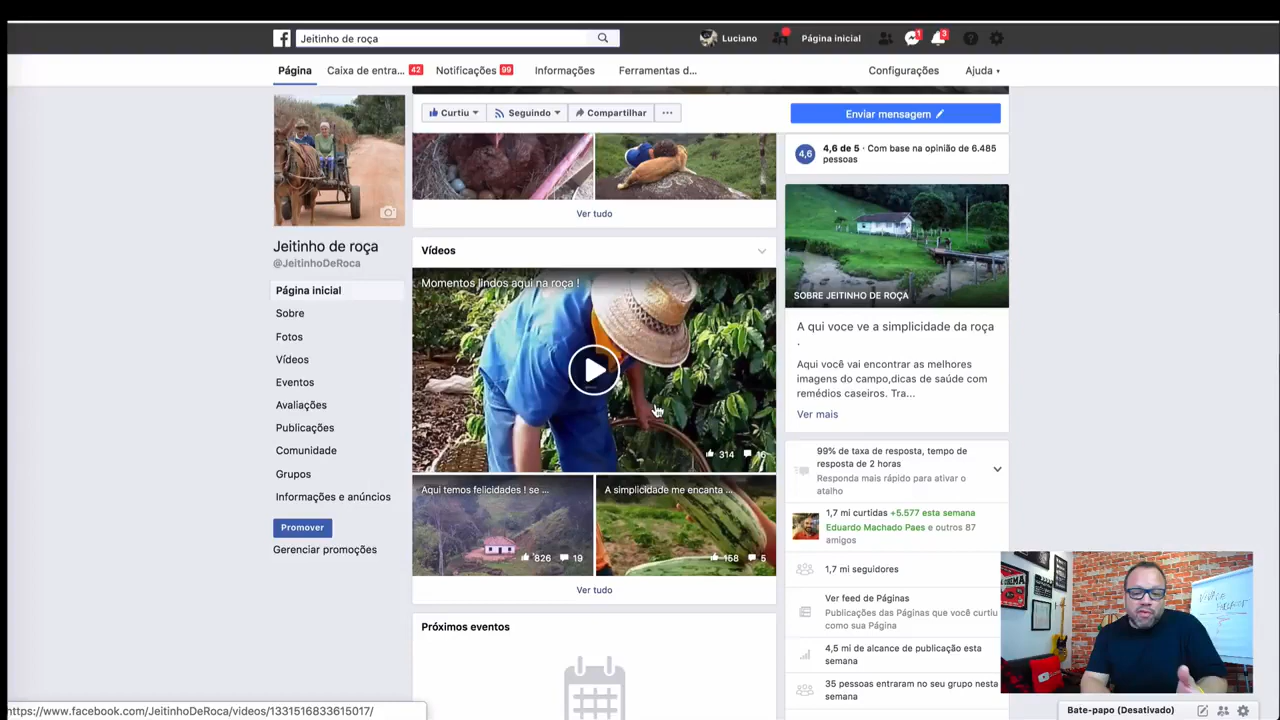 Jeitinho de roça
Luciano
Página inicial
1
3
Página
Caixa de entra... 42
Notificações 99
Informações
Ferramentas d...
Configurações
Ajuda
Curtiu
Seguindo
Compartilhar
...
Enviar mensagem
4,6
4,6 de 5 · Com base na opinião de 6.485
pessoas
Ver tudo
Jeitinho de roça
@JeitinhoDeRoca
Página inicial
Sobre
Fotos
Vídeos
Eventos
Avaliações
Publicações
Comunidade
Grupos
Informações e anúncios
Promover
Gerenciar promoções
Vídeos
Momentos lindos aqui na roça !
314
16
Aqui temos felicidades ! se ...
826
19
A simplicidade me encanta ...
158
5
Ver tudo
Próximos eventos
SOBRE JEITINHO DE ROÇA
A qui voce ve a simplicidade da roça
.
Aqui você vai encontrar as melhores
imagens do campo,dicas de saúde com
remédios caseiros. Tra...
Ver mais
99% de taxa de resposta, tempo de
resposta de 2 horas
Responda mais rápido para ativar o
atalho
1,7 mi curtidas +5.577 esta semana
Eduardo Machado Paes e outros 87
amigos
1,7 mi seguidores
Ver feed de Páginas
Publicações das Páginas que você curtiu
como sua Página
4,5 mi de alcance de publicação esta
semana
35 pessoas entraram no seu grupo nesta
semana
https://www.facebook.com/JeitinhoDeRoca/videos/1331516833615017/
Bate-papo (Desativado)